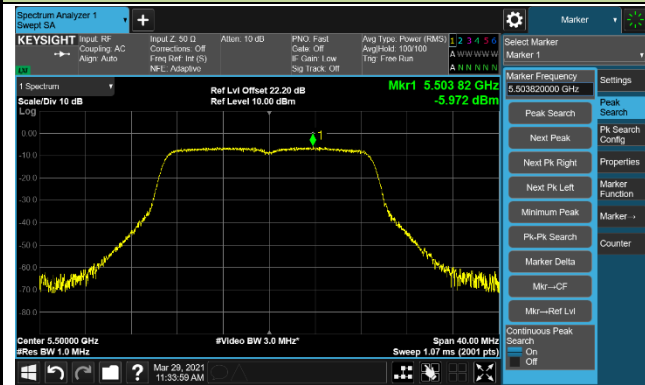 Spectrum Analyzer 1
Swept SA
Marker
KEYSIGHT
Input: RF
Coupling: AC
Align: Auto
Input Z: 50 Ω
Corrections: Off
Freq Ref: Int (S)
NFE: Adaptive
Atten: 10 dB
PNO: Fast
Gate: Off
IF Gain: Low
Sig Track: Off
Avg Type: Power (RMS)
Avg|Hold: 100/100
Trig: Free Run
1 2 3 4 5 6
A W W W W W
A N N N N N
LXI
Select Marker
Marker 1
1 Spectrum
Scale/Div 10 dB
Ref Lvl Offset 22.20 dB
Ref Level 10.00 dBm
Mkr1 5.503 82 GHz
-5.972 dBm
Log
0.00
-10.0
-20.0
-30.0
-40.0
-50.0
-60.0
-70.0
-80.0
1
Center 5.50000 GHz
#Res BW 1.0 MHz
#Video BW 3.0 MHz*
Span 40.00 MHz
Sweep 1.07 ms (2001 pts)
Marker Frequency
5.503820000 GHz
Peak Search
Next Peak
Next Pk Right
Next Pk Left
Minimum Peak
Pk-Pk Search
Marker Delta
Mkr→CF
Mkr→Ref Lvl
Continuous Peak
Search
On
Off
Settings
Peak
Search
Pk Search
Config
Properties
Marker
Function
Marker→
Counter
Mar 29, 2021
11:33:59 AM